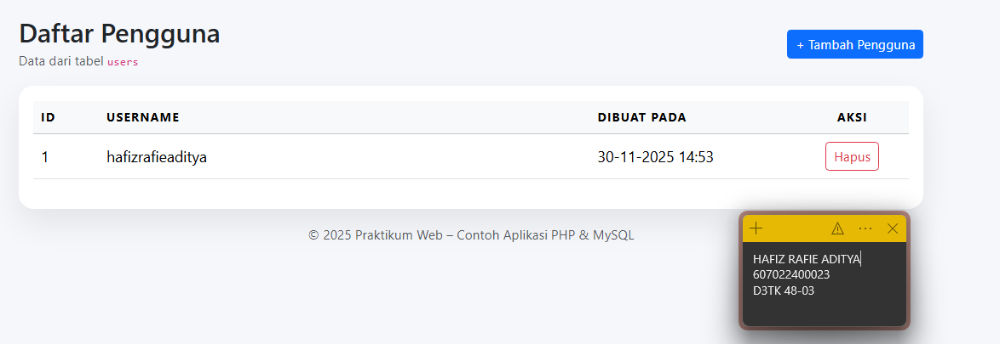 Daftar Pengguna
Data dari tabel users
+ Tambah Pengguna
ID USERNAME DIBUAT PADA AKSI
1 hafizrafieaditya 30-11-2025 14:53 Hapus
© 2025 Praktikum Web – Contoh Aplikasi PHP & MySQL
HAFIZ RAFIE ADITYA
607022400023
D3TK 48-03